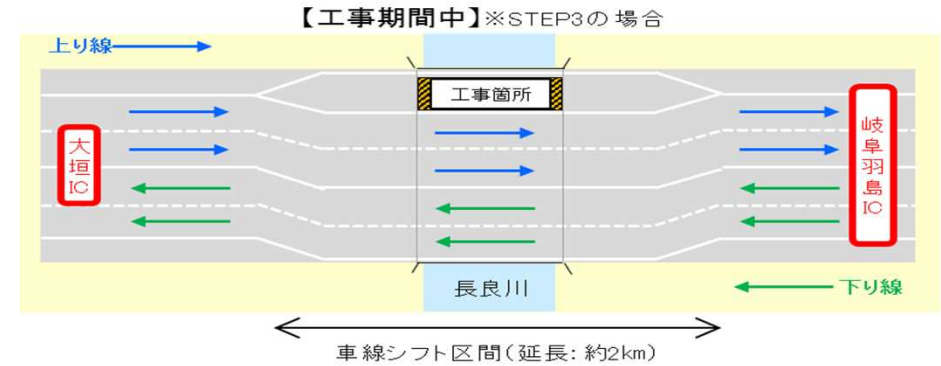 【工事期間中】※STEP3の場合
上り線
工事箇所
大垣IC
岐阜羽島IC
長良川
下り線
車線シフト区間(延長: 約2km)